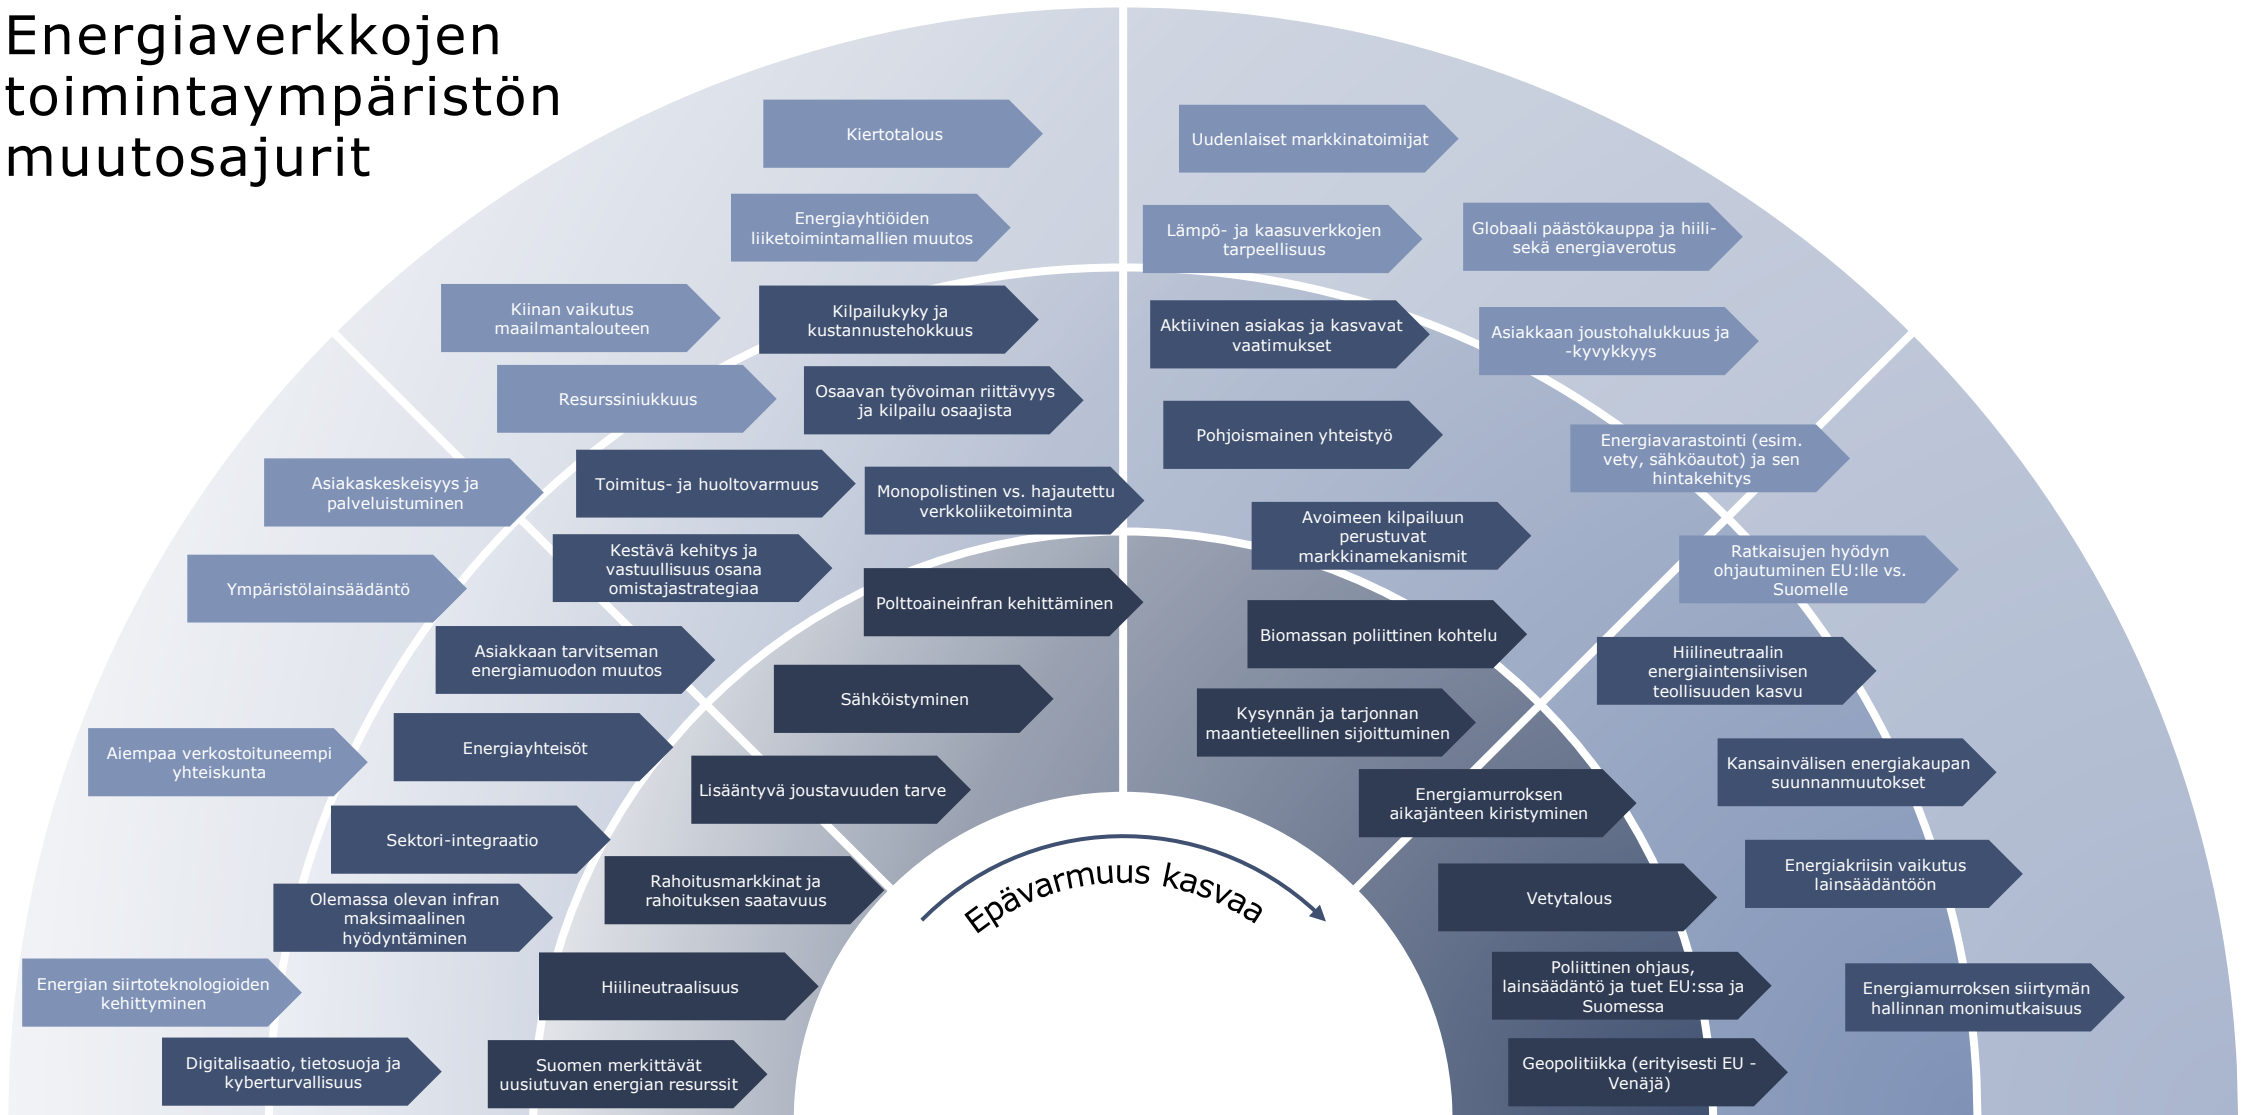 Energiaverkkojen
toimintaympäristön
muutosajurit
Kiertotalous
Energiayhtiöiden
liiketoimintamallien muutos
Kiinan vaikutus
maailmantalouteen
Kilpailukyky ja
kustannustehokkuus
Resurssiniukkuus
Osaavan työvoiman riittävyys
ja kilpailu osaajista
Asiakaskeskeisyys ja
palveluistuminen
Toimitus- ja huoltovarmuus
Monopolistinen vs. hajautettu
verkkoliiketoiminta
Ympäristölainsäädäntö
Kestävä kehitys ja
vastuullisuus osana
omistajastrategiaa
Polttoaineinfran kehittäminen
Asiakkaan tarvitseman
energiamuodon muutos
Sähköistyminen
Aiempaa verkostoituneempi
yhteiskunta
Energiayhteisöt
Lisääntyvä joustavuuden tarve
Sektori-integraatio
Rahoitusmarkkinat ja
rahoituksen saatavuus
Olemassa olevan infran
maksimaalinen
hyödyntäminen
Energian siirtoteknologioiden
kehittyminen
Hiilineutraalisuus
Digitalisaatio, tietosuoja ja
kyberturvallisuus
Suomen merkittävät
uusiutuvan energian resurssit
Epävarmuus kasvaa
Uudenlaiset markkinatoimijat
Lämpö- ja kaasuverkkojen
tarpeellisuus
Globaali päästökauppa ja hiili-
sekä energiaverotus
Aktiivinen asiakas ja kasvavat
vaatimukset
Asiakkaan joustohalukkuus ja
-kyvykkyys
Pohjoismainen yhteistyö
Energiavarastointi (esim.
vety, sähköautot) ja sen
hintakehitys
Avoimeen kilpailuun
perustuvat
markkinamekanismit
Ratkaisujen hyödyn
ohjautuminen EU:lle vs.
Suomelle
Biomassan poliittinen kohtelu
Hiilineutraalin
energiaintensiivisen
teollisuuden kasvu
Kysynnän ja tarjonnan
maantieteellinen sijoittuminen
Kansainvälisen energiakaupan
suunnanmuutokset
Energiamurroksen
aikajänteen kiristyminen
Energiakriisin vaikutus
lainsäädäntöön
Vetytalous
Poliittinen ohjaus,
lainsäädäntö ja tuet EU:ssa ja
Suomessa
Energiamurroksen siirtymän
hallinnan monimutkaisuus
Geopolitiikka (erityisesti EU -
Venäjä)